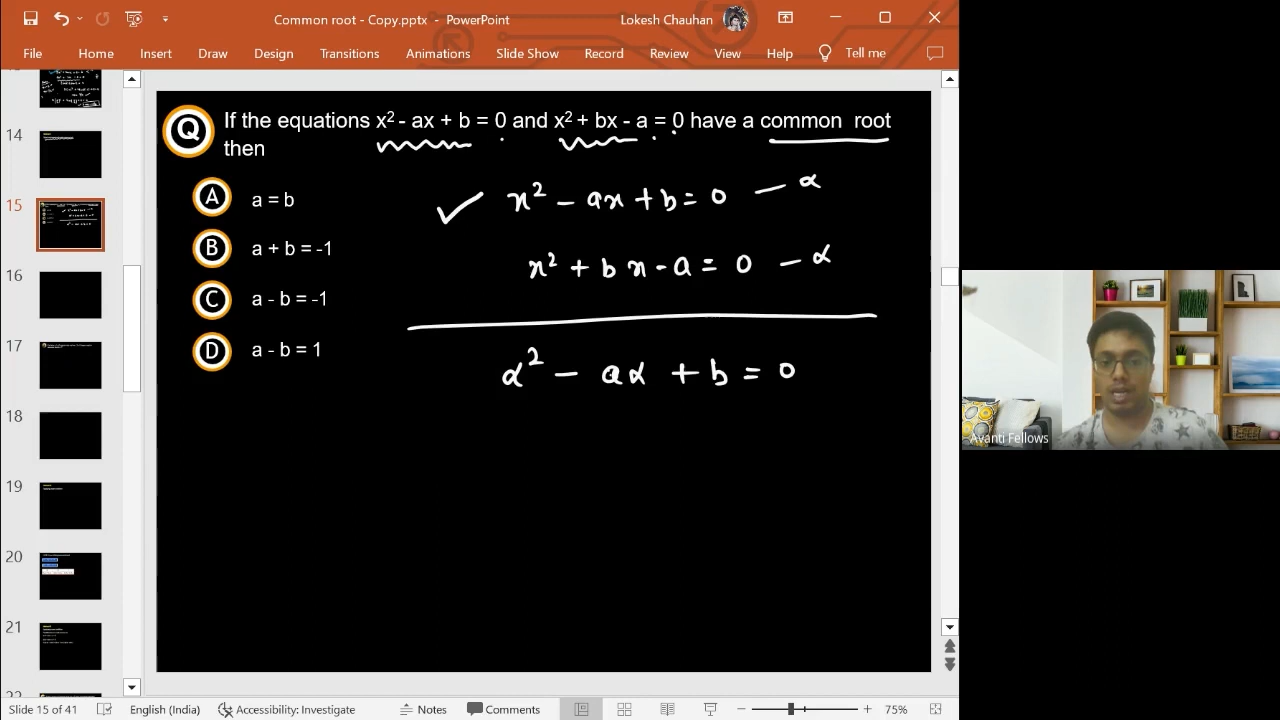 Common root - Copy.pptx - PowerPoint
Lokesh Chauhan
File Home Insert Draw Design Transitions Animations Slide Show Record Review View Help Tell me
14
15
16
17
18
19
20
21
Q If the equations x² - ax + b = 0 and x² + bx - a = 0 have a common root
then
A a = b
B a + b = -1
C a - b = -1
D a - b = 1
x² - ax + b = 0 — α
x² + bx - a = 0 — α
α² - aα + b = 0
Avanti Fellows
Slide 15 of 41 English (India) Accessibility: Investigate Notes Comments 75%